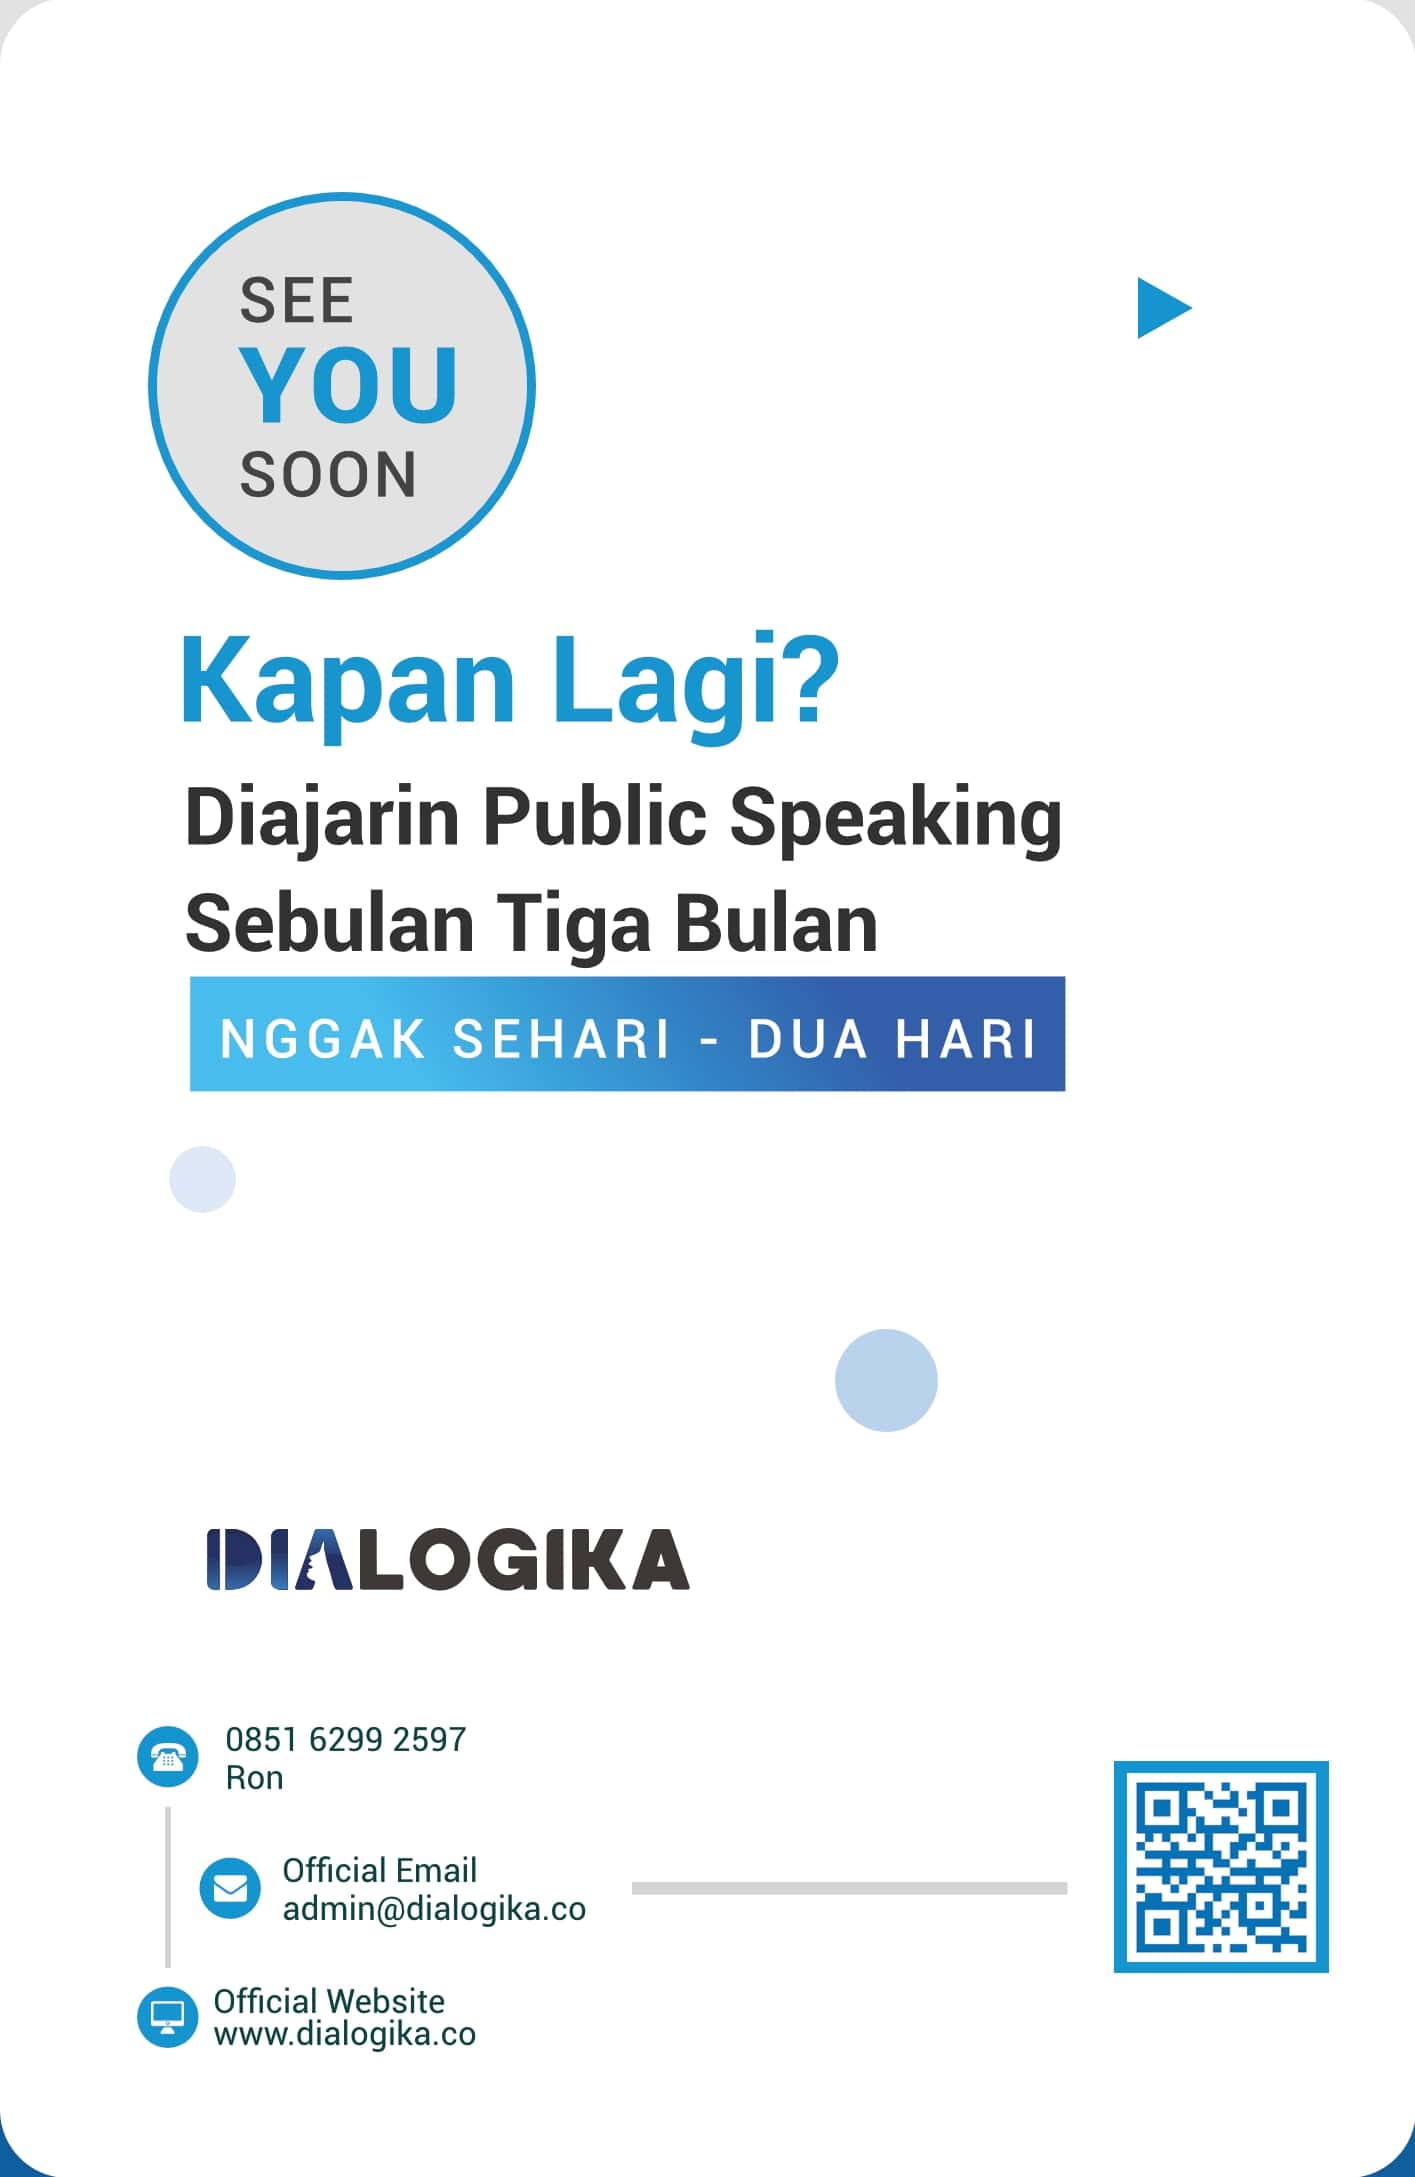 SEE
YOU
SOON
Kapan Lagi?
Diajarin Public Speaking
Sebulan Tiga Bulan
NGGAK SEHARI - DUA HARI
DIALOGIKA
0851 6299 2597
Ron
Official Email
admin@dialogika.co
Official Website
www.dialogika.co